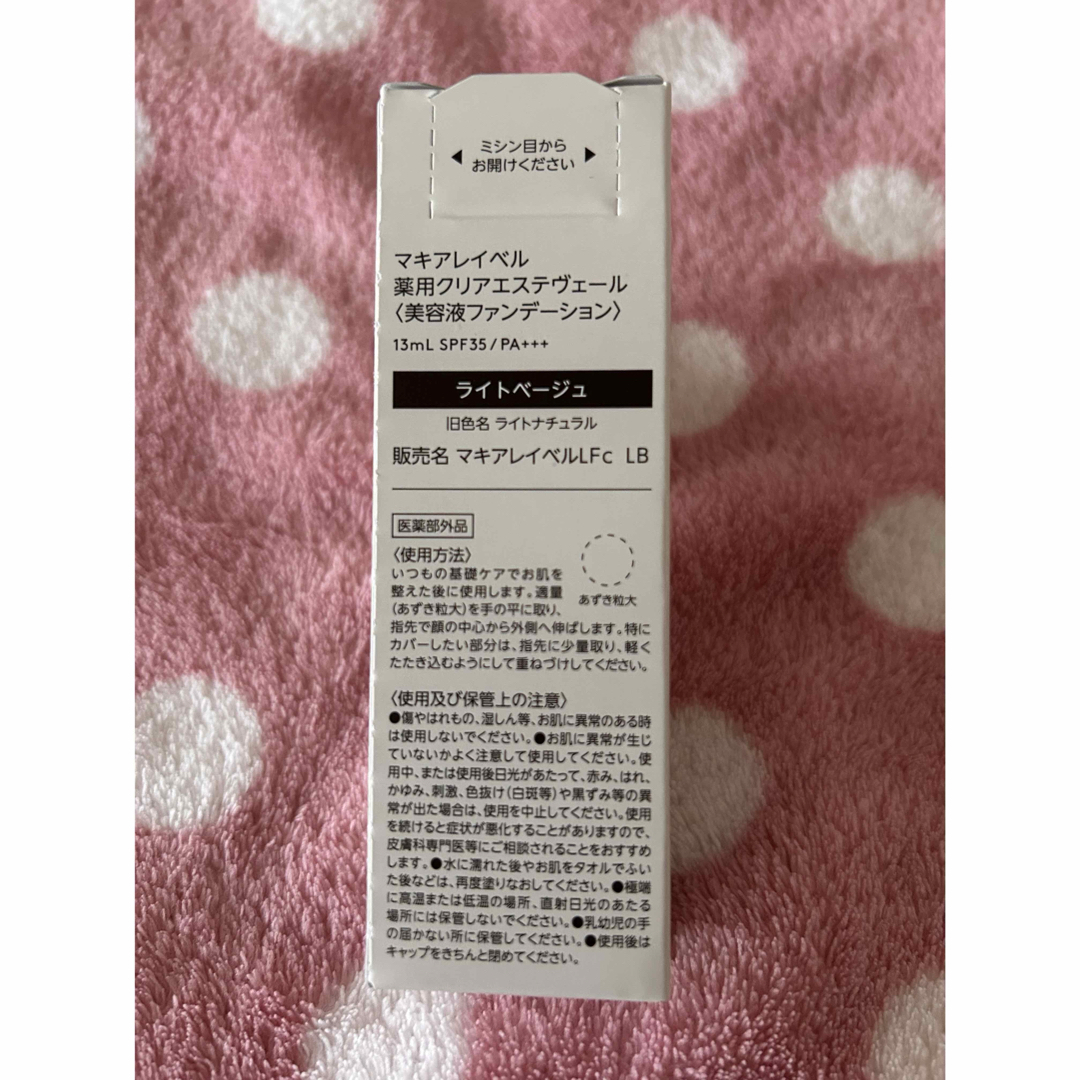 ミシン目から
◀ お開けください ▶
マキアレイベル
薬用クリアエステヴェール
〈美容液ファンデーション〉
13mL SPF35/PA+++
ライトベージュ
旧色名 ライトナチュラル
販売名 マキアレイベルLFc LB
医薬部外品
〈使用方法〉
いつもの基礎ケアでお肌を
整えた後に使用します。適量
(あずき粒大)を手の平に取り、
あずき粒大
指先で顔の中心から外側へ伸ばします。特に
カバーしたい部分は、指先に少量取り、軽く
たたき込むようにして重ねづけしてください。
〈使用及び保管上の注意〉
●傷やはれもの、湿しん等、お肌に異常のある時
は使用しないでください。●お肌に異常が生じ
ていないかよく注意して使用してください。使
用中、または使用後日光があたって、赤み、はれ、
かゆみ、刺激、色抜け(白斑等)や黒ずみ等の異
常が出た場合は、使用を中止してください。使用
を続けると症状が悪化することがありますので、
皮膚科専門医等にご相談されることをおすすめ
します。●水に濡れた後やお肌をタオルでふい
た後などは、再度塗りなおしてください。●極端
に高温または低温の場所、直射日光のあたる
場所には保管しないでください。●乳幼児の手
の届かない所に保管してください。●使用後は
キャップをきちんと閉めてください。